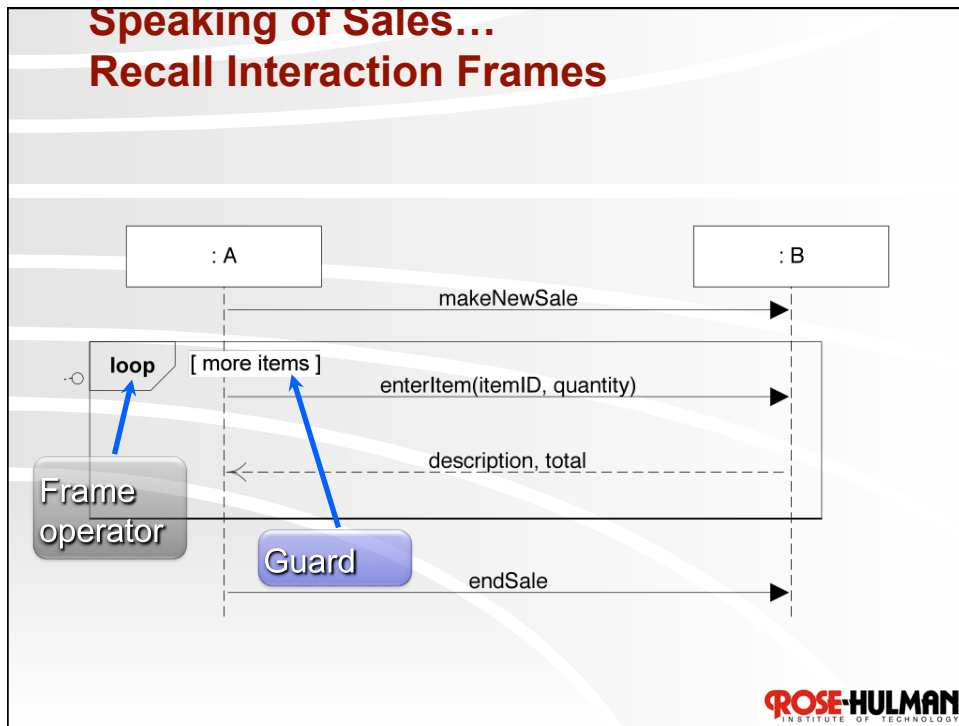 Speaking of Sales…
Recall Interaction Frames
: A
: B
makeNewSale
loop
[ more items ]
enterItem(itemID, quantity)
description, total
Frame
operator
Guard
endSale
ROSE-HULMAN
INSTITUTE OF TECHNOLOGY